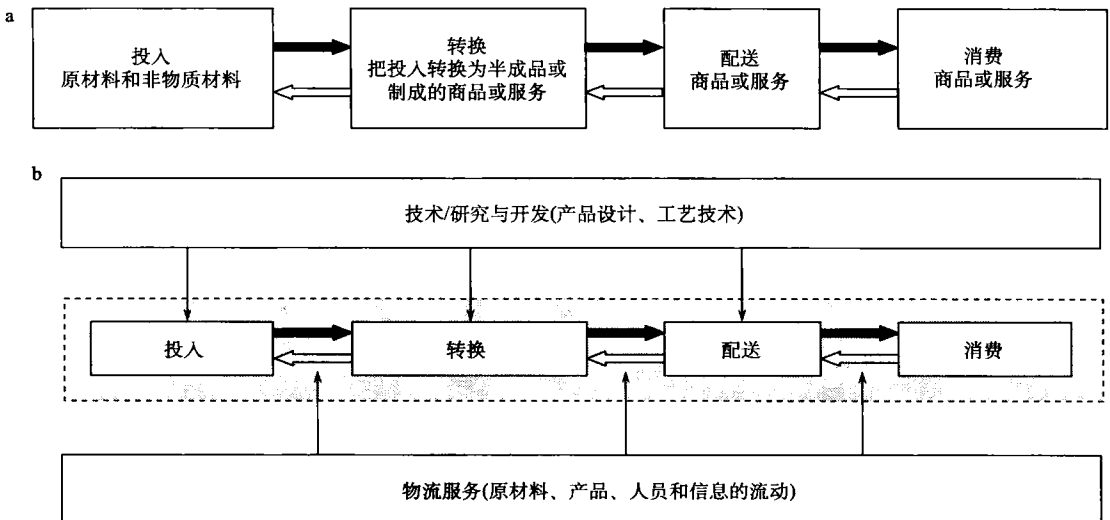 a
投入
原材料和非物质材料
转换
把投入转换为半成品或
制成的商品或服务
配送
商品或服务
消费
商品或服务
b
技术/研究与开发(产品设计、工艺技术)
投入
转换
配送
消费
物流服务(原材料、产品、人员和信息的流动)